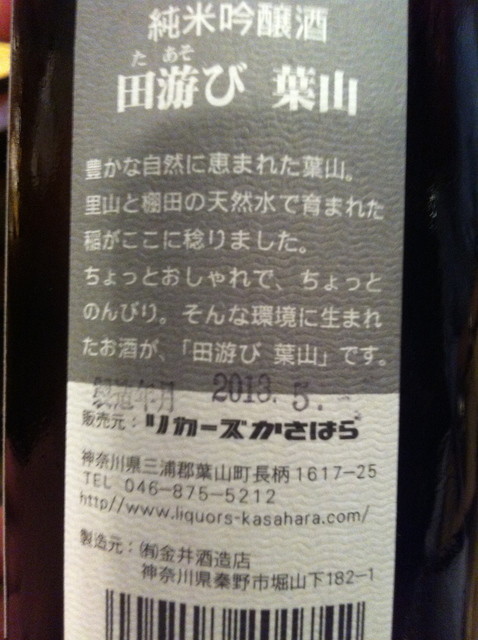 純米吟醸酒
た あそ
田游び 葉山
豊かな自然に恵まれた葉山。
里山と棚田の天然水で育まれた
稲がここに稔りました。
ちょっとおしゃれで、ちょっと
のんびり。そんな環境に生まれ
たお酒が、「田游び 葉山」です。
製造年月 2013. 5. -
販売元：リカーズかさはら
神奈川県三浦郡葉山町長柄1617-25
TEL 046-875-5212
http//www.liquors-kasahara.com/
製造元：㈲金井酒造店
神奈川県秦野市堀山下182-1